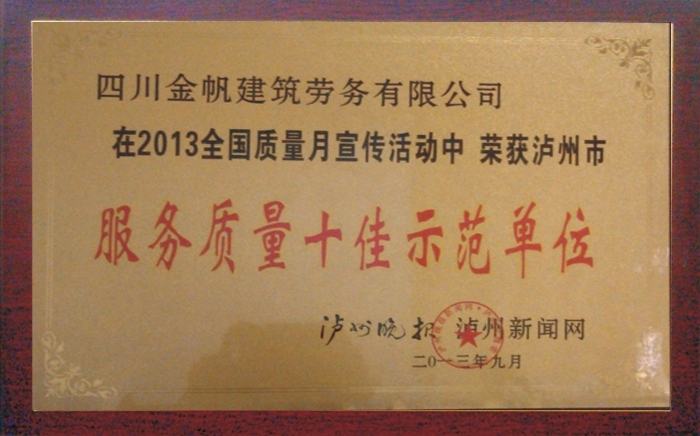 四川金帆建筑劳务有限公司
在2013全国质量月宣传活动中 荣获泸州市
服务质量十佳示范单位
泸州晚报 泸州新闻网
二〇一三年九月